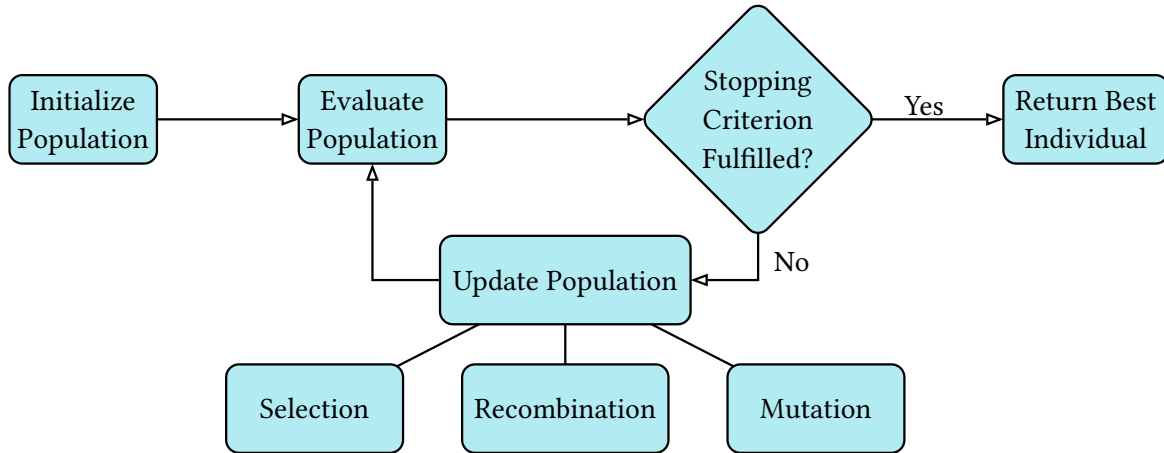 Initialize
Population
Evaluate
Population
Stopping
Criterion
Fulfilled?
Yes
Return Best
Individual
No
Update Population
Selection
Recombination
Mutation